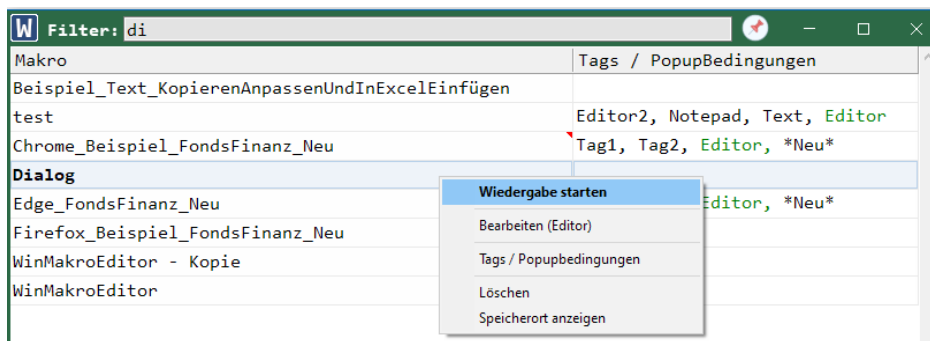 W Filter: di
Makro Tags / PopupBedingungen
Beispiel_Text_KopierenAnpassenUndInExcelEinfügen
test Editor2, Notepad, Text, Editor
Chrome_Beispiel_FondsFinanz_Neu Tag1, Tag2, Editor, *Neu*
Dialog
Wiedergabe starten
Edge_FondsFinanz_Neu Editor, *Neu*
Bearbeiten (Editor)
Firefox_Beispiel_FondsFinanz_Neu
Tags / Popupbedingungen
WinMakroEditor - Kopie
WinMakroEditor
Löschen
Speicherort anzeigen